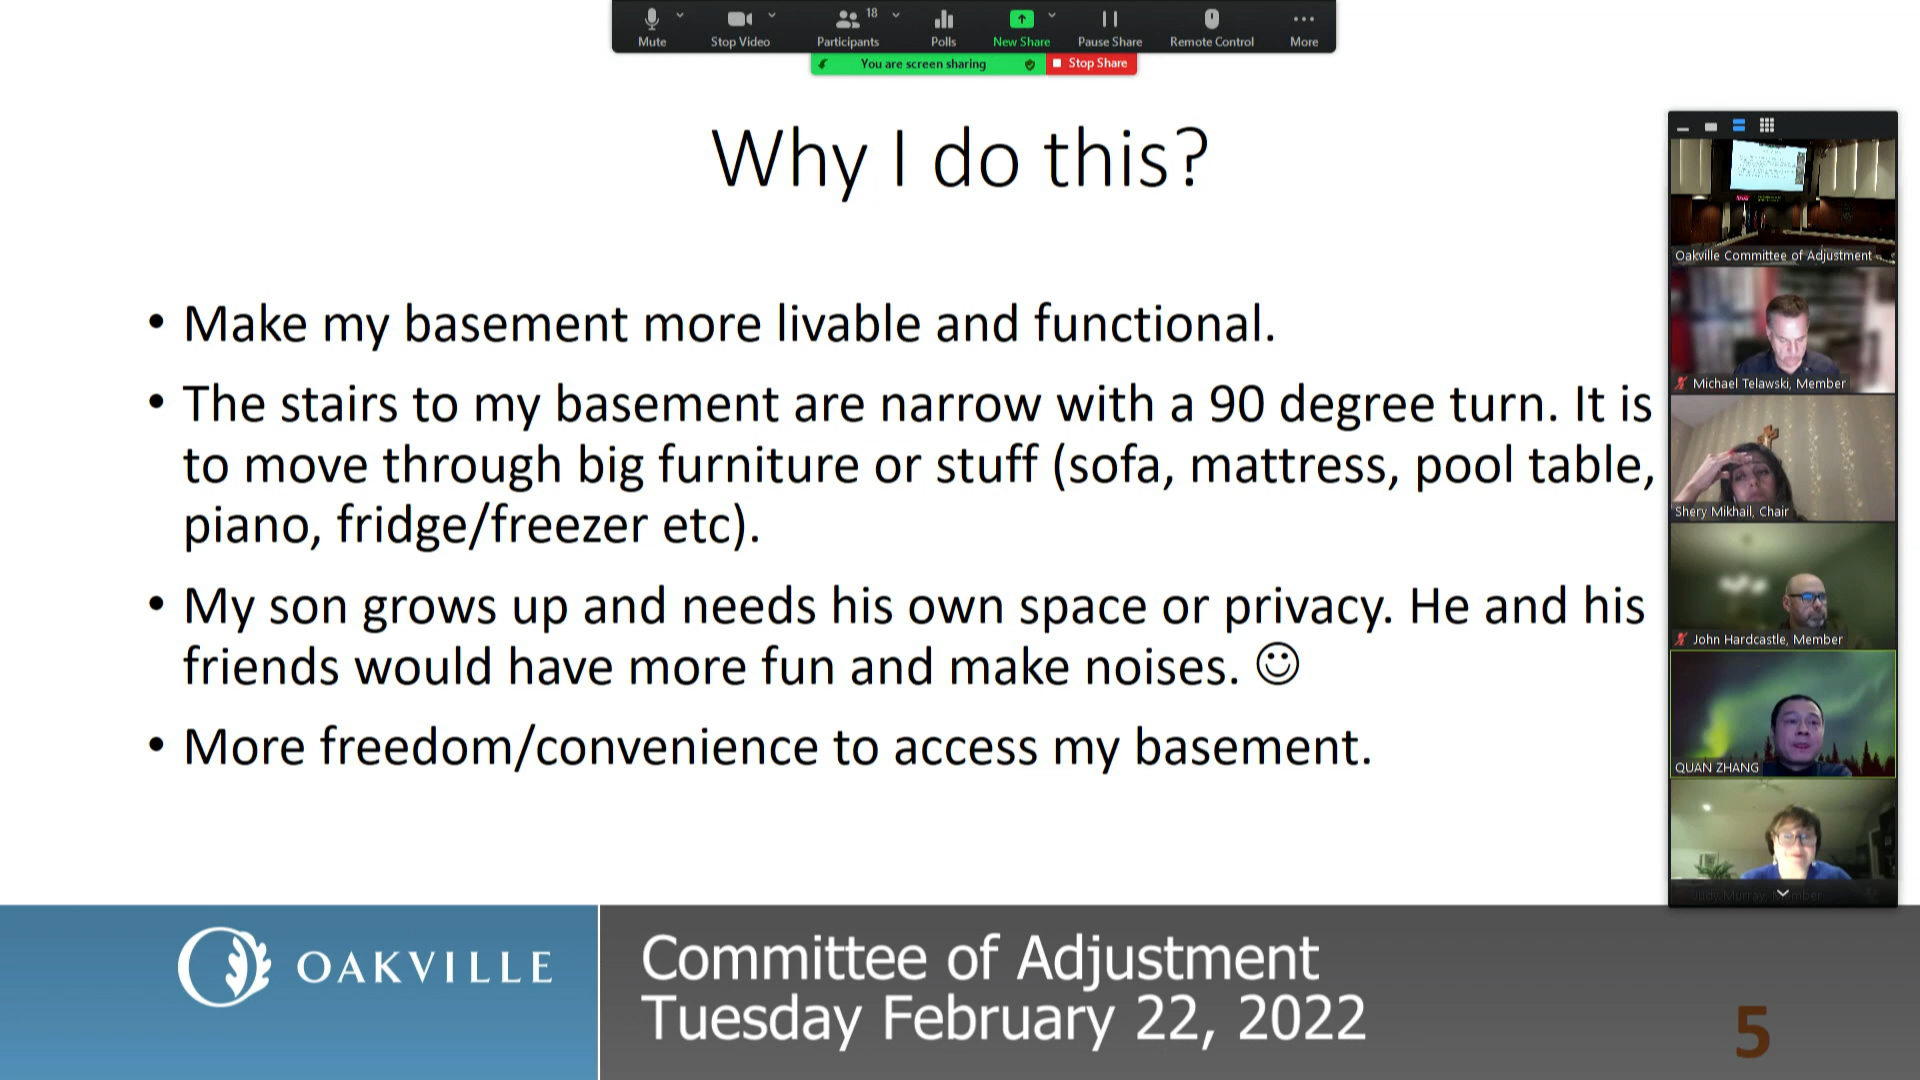 Mute
Stop Video
18
Participants
Polls
New Share
Pause Share
Remote Control
More
You are screen sharing
Stop Share
Why I do this?
• Make my basement more livable and functional.
• The stairs to my basement are narrow with a 90 degree turn. It is
to move through big furniture or stuff (sofa, mattress, pool table,
piano, fridge/freezer etc).
• My son grows up and needs his own space or privacy. He and his
friends would have more fun and make noises. ☺
• More freedom/convenience to access my basement.
Oakville Committee of Adjustment
Michael Telawski, Member
Shery Mikhail, Chair
John Hardcastle, Member
QUAN ZHANG
Judy Murray, Member
OAKVILLE
Committee of Adjustment
Tuesday February 22, 2022
5